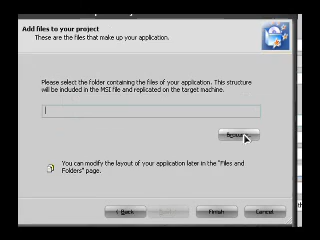 Add files to your project
These are the files that make up your application.
Please select the folder containing the files of your application. This structure
will be included in the MSI file and replicated on the target machine.
You can modify the layout of your application later in the "Files and
Folders" page.
< Back
Finish
Cancel